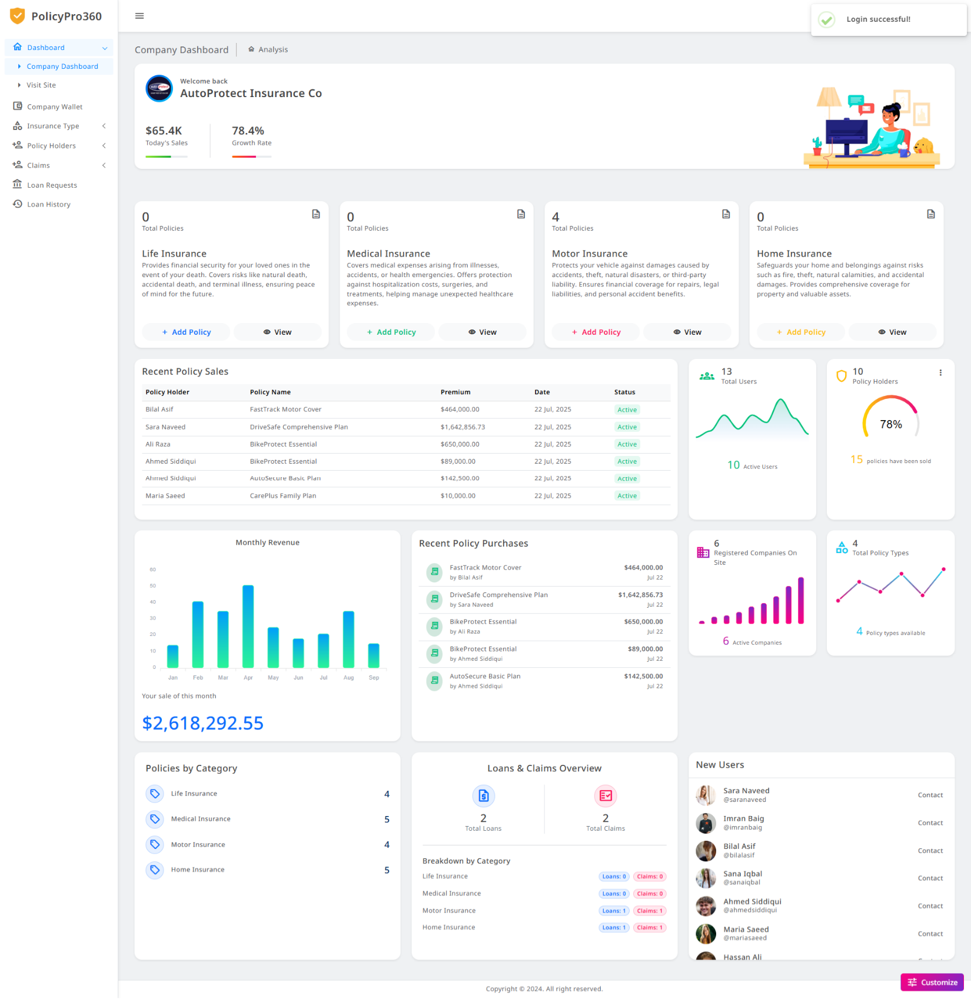 PolicyPro360
Login successful!
Dashboard
Company Dashboard
Visit Site
Company Wallet
Insurance Type
Policy Holders
Claims
Loan Requests
Loan History
Company Dashboard
Analysis
Welcome back
AutoProtect Insurance Co
$65.4K
Today's Sales
78.4%
Growth Rate
0
Total Policies
Life Insurance
Provides financial security for your loved ones in the
event of your death. Covers risks like natural death,
accidental death, and terminal illness, ensuring peace
of mind for the future.
+ Add Policy
View
0
Total Policies
Medical Insurance
Covers medical expenses arising from illnesses,
accidents, or health emergencies. Offers protection
against hospitalization costs, surgeries, and
treatments, helping manage unexpected healthcare
expenses.
+ Add Policy
View
4
Total Policies
Motor Insurance
Protects your vehicle against damages caused by
accidents, theft, natural disasters, or third-party
liability. Ensures financial coverage for repairs, legal
liabilities, and personal accident benefits.
+ Add Policy
View
0
Total Policies
Home Insurance
Safeguards your home and belongings against risks
such as fire, theft, natural calamities, and accidental
damages. Provides comprehensive coverage for
property and valuable assets.
+ Add Policy
View
Recent Policy Sales
Policy Holder Policy Name Premium Date Status
Bilal Asif FastTrack Motor Cover $464,000.00 22 Jul, 2025 Active
Sara Naveed DriveSafe Comprehensive Plan $1,642,856.73 22 Jul, 2025 Active
Ali Raza BikeProtect Essential $650,000.00 22 Jul, 2025 Active
Ahmed Siddiqui BikeProtect Essential $89,000.00 22 Jul, 2025 Active
Ahmed Siddiqui AutoSecure Basic Plan $142,500.00 22 Jul, 2025 Active
Maria Saeed CarePlus Family Plan $10,000.00 22 Jul, 2025 Active
13
Total Users
10 Active Users
10
Policy Holders
78%
15 policies have been sold
Monthly Revenue
60
50
40
30
20
10
0
Jan Feb Mar Apr May Jun Jul Aug Sep
Your sale of this month
$2,618,292.55
Recent Policy Purchases
FastTrack Motor Cover $464,000.00
by Bilal Asif Jul 22
DriveSafe Comprehensive Plan $1,642,856.73
by Sara Naveed Jul 22
BikeProtect Essential $650,000.00
by Ali Raza Jul 22
BikeProtect Essential $89,000.00
by Ahmed Siddiqui Jul 22
AutoSecure Basic Plan $142,500.00
by Ahmed Siddiqui Jul 22
6
Registered Companies On
Site
6 Active Companies
4
Total Policy Types
4 Policy types available
Policies by Category
Life Insurance 4
Medical Insurance 5
Motor Insurance 4
Home Insurance 5
Loans & Claims Overview
2
Total Loans
2
Total Claims
Breakdown by Category
Life Insurance Loans: 0 Claims: 0
Medical Insurance Loans: 0 Claims: 0
Motor Insurance Loans: 1 Claims: 1
Home Insurance Loans: 1 Claims: 1
New Users
Sara Naveed
@saranaveed
Contact
Imran Baig
@imranbaig
Contact
Bilal Asif
@bilalasif
Contact
Sana Iqbal
@sanaiqbal
Contact
Ahmed Siddiqui
@ahmedsiddiqui
Contact
Maria Saeed
@mariasaeed
Contact
Hassan Ali
Copyright © 2024. All right reserved.
Customize